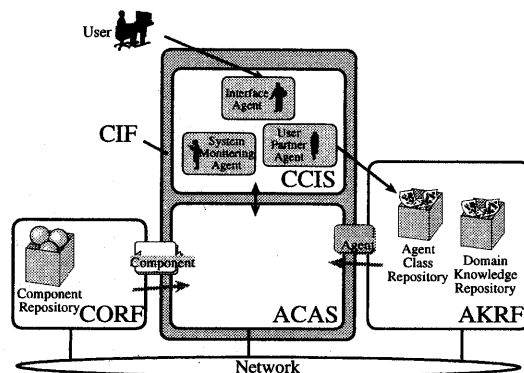 User
Interface
Agent
CIF
System
Monitoring
Agent
User
Partner
Agent
CCIS
Component
Agent
Agent
Class
Repository
Domain
Knowledge
Repository
Component
Repository
CORF
ACAS
AKRF
Network